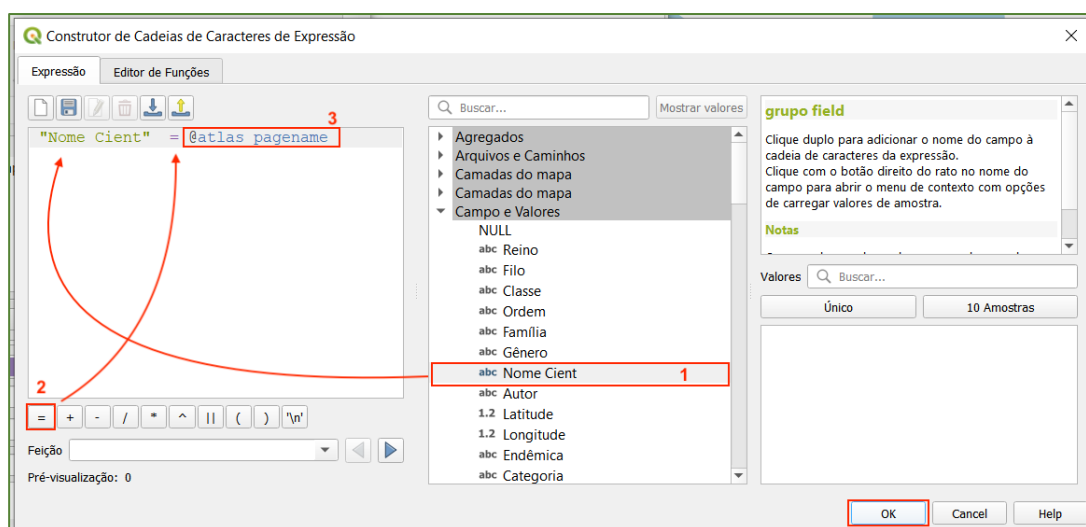 Construtor de Cadeias de Caracteres de Expressão
Expressão
Editor de Funções
3
"Nome Cient" = @atlas pagename
2
= + - / * ^ || ( ) '\n'
Feição
Pré-visualização: 0
Buscar...
Mostrar valores
Agregados
Arquivos e Caminhos
Camadas do mapa
Camadas do mapa
Campo e Valores
NULL
abc Reino
abc Filo
abc Classe
abc Ordem
abc Família
abc Gênero
abc Nome Cient 1
abc Autor
1.2 Latitude
1.2 Longitude
abc Endêmica
abc Categoria
grupo field
Clique duplo para adicionar o nome do campo à
cadeia de caracteres da expressão.
Clique com o botão direito do rato no nome do
campo para abrir o menu de contexto com opções
de carregar valores de amostra.
Notas
Valores
Buscar...
Único
10 Amostras
OK
Cancel
Help